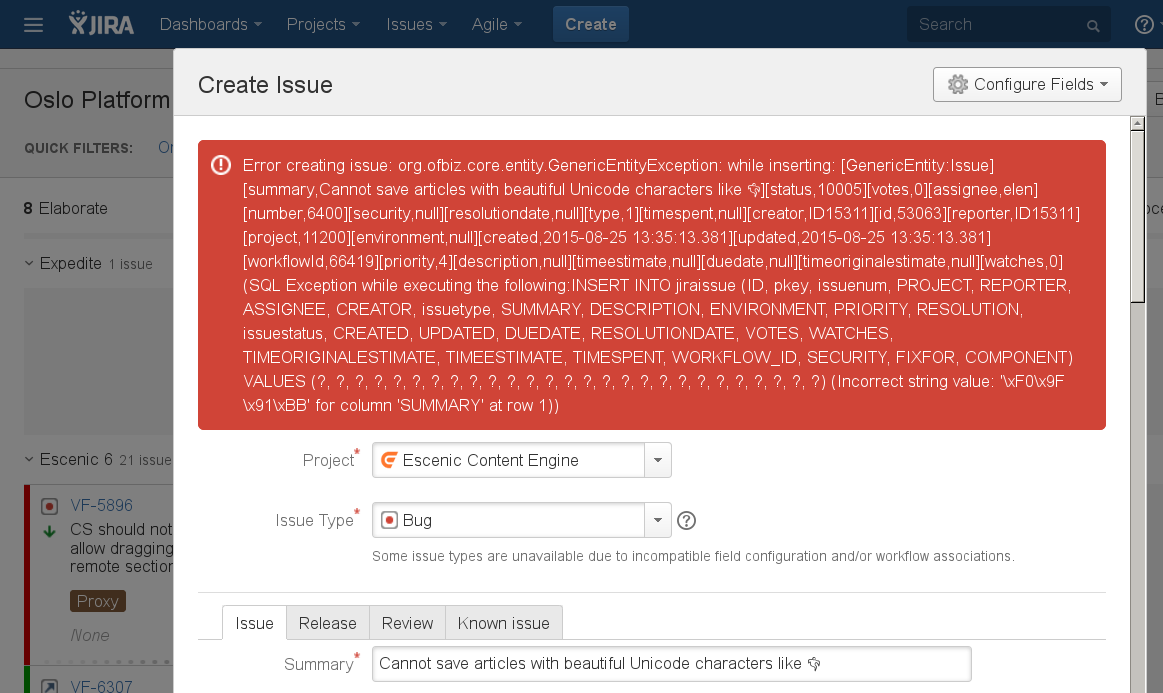 JIRA Dashboards Projects Issues Agile Create Search
Create Issue
Configure Fields
Oslo Platform
QUICK FILTERS:
8 Elaborate
Expedite 1 issue
Error creating issue: org.ofbiz.core.entity.GenericEntityException: while inserting: [GenericEntity:Issue]
[summary,Cannot save articles with beautiful Unicode characters like 👻][status,10005][votes,0][assignee,elen]
[number,6400][security,null][resolutiondate,null][type,1][timespent,null][creator,ID15311][id,53063][reporter,ID15311]
[project,11200][environment,null][created,2015-08-25 13:35:13.381][updated,2015-08-25 13:35:13.381]
[workflowId,66419][priority,4][description,null][timeestimate,null][duedate,null][timeoriginalestimate,null][watches,0]
(SQL Exception while executing the following:INSERT INTO jiraissue (ID, pkey, issuenum, PROJECT, REPORTER,
ASSIGNEE, CREATOR, issuetype, SUMMARY, DESCRIPTION, ENVIRONMENT, PRIORITY, RESOLUTION,
issuestatus, CREATED, UPDATED, DUEDATE, RESOLUTIONDATE, VOTES, WATCHES,
TIMEORIGINALESTIMATE, TIMEESTIMATE, TIMESPENT, WORKFLOW_ID, SECURITY, FIXFOR, COMPONENT)
VALUES (?, ?, ?, ?, ?, ?, ?, ?, ?, ?, ?, ?, ?, ?, ?, ?, ?, ?, ?, ?, ?, ?, ?, ?, ?, ?, ?) (Incorrect string value: '\xF0\x9F
\x91\xBB' for column 'SUMMARY' at row 1))
Project* Escenic Content Engine
Issue Type* Bug
Some issue types are unavailable due to incompatible field configuration and/or workflow associations.
Escenic 6 21 issue
VF-5896
CS should not
allow dragging
remote section
Proxy
None
VF-6307
Issue Release Review Known issue
Summary* Cannot save articles with beautiful Unicode characters like 👻